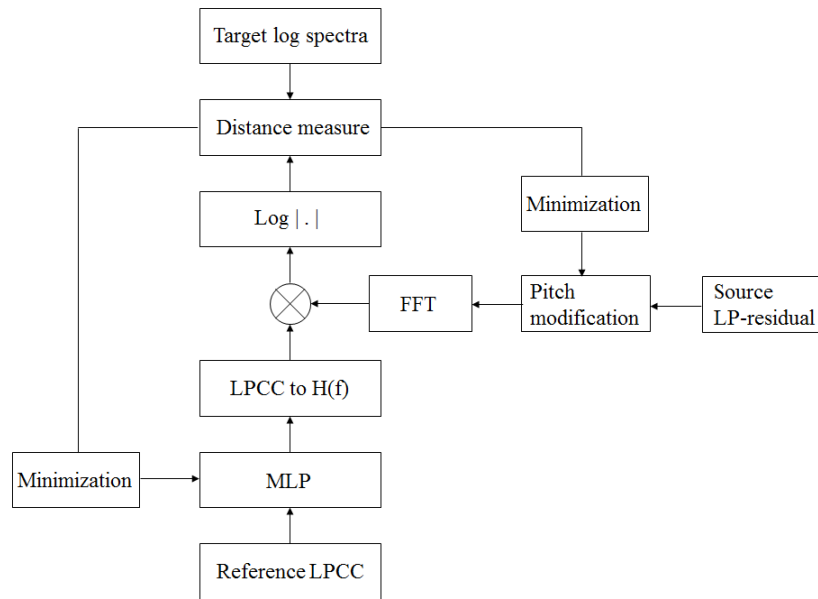 Target log spectra
Distance measure
Log | . |
Minimization
FFT
Pitch
modification
Source
LP-residual
LPCC to H(f)
Minimization
MLP
Reference LPCC